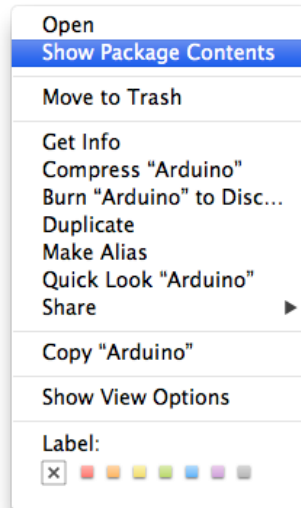 Open
Show Package Contents
Move to Trash
Get Info
Compress “Arduino”
Burn “Arduino” to Disc...
Duplicate
Make Alias
Quick Look “Arduino”
Share
Copy “Arduino”
Show View Options
Label: